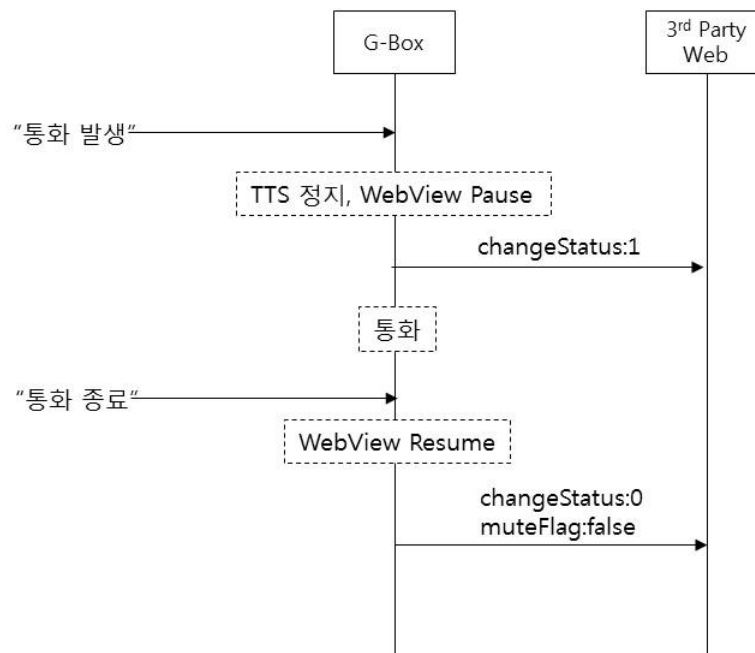 G-Box
3rd Party
Web
"통화 발생"
TTS 정지, WebView Pause
changeStatus:1
통화
"통화 종료"
WebView Resume
changeStatus:0
muteFlag:false